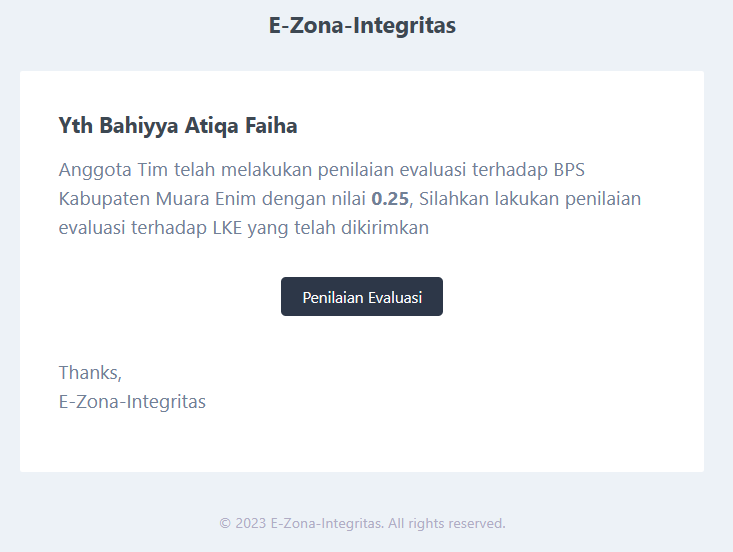 E-Zona-Integritas
Yth Bahiyya Atiqa Faiha
Anggota Tim telah melakukan penilaian evaluasi terhadap BPS
Kabupaten Muara Enim dengan nilai 0.25, Silahkan lakukan penilaian
evaluasi terhadap LKE yang telah dikirimkan
Penilaian Evaluasi
Thanks,
E-Zona-Integritas
© 2023 E-Zona-Integritas. All rights reserved.